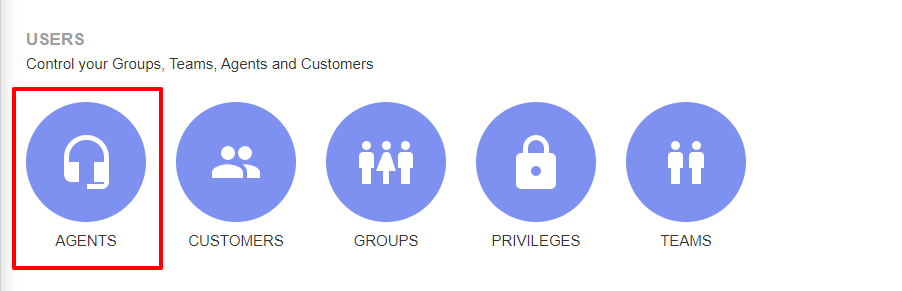 USERS
Control your Groups, Teams, Agents and Customers
AGENTS CUSTOMERS GROUPS PRIVILEGES TEAMS